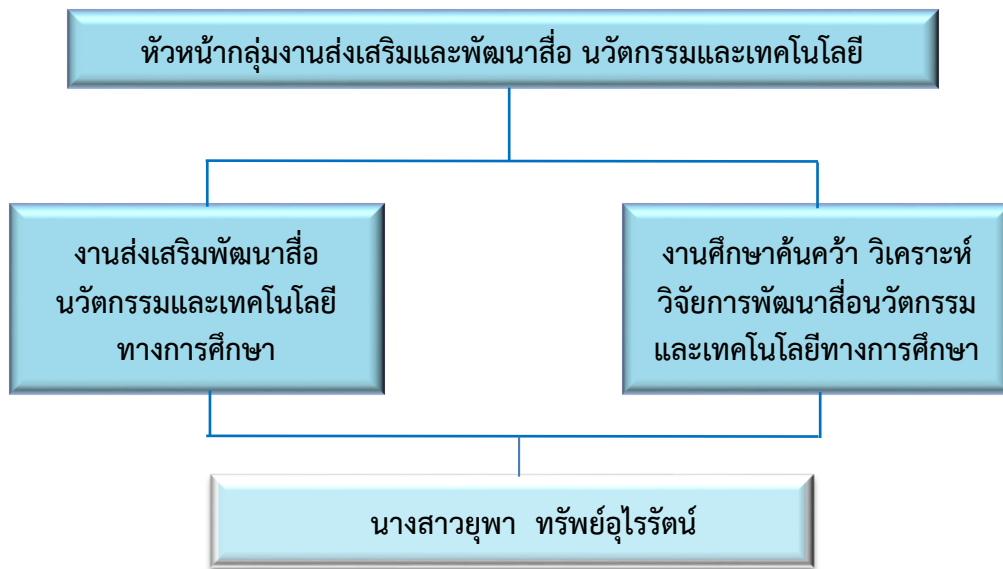 หัวหน้ากลุ่มงานส่งเสริมและพัฒนาสื่อ นวัตกรรมและเทคโนโลยี
งานส่งเสริมพัฒนาสื่อ
นวัตกรรมและเทคโนโลยี
ทางการศึกษา
งานศึกษาค้นคว้า วิเคราะห์
วิจัยการพัฒนาสื่อนวัตกรรม
และเทคโนโลยีทางการศึกษา
นางสาวยุพา ทรัพย์อุไรรัตน์